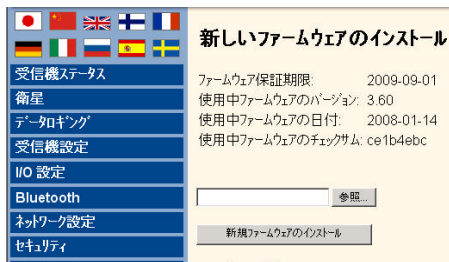 受信機ステータス
衛星
データロギング
受信機設定
I/O 設定
Bluetooth
ネットワーク設定
セキュリティ
新しいファームウェアのインストール
ファームウェア保証期限: 2009-09-01
使用中ファームウェアのバージョン: 3.60
使用中ファームウェアの日付: 2008-01-14
使用中ファームウェアのチェックサム: ce1b4ebc
参照...
新規ファームウェアのインストール